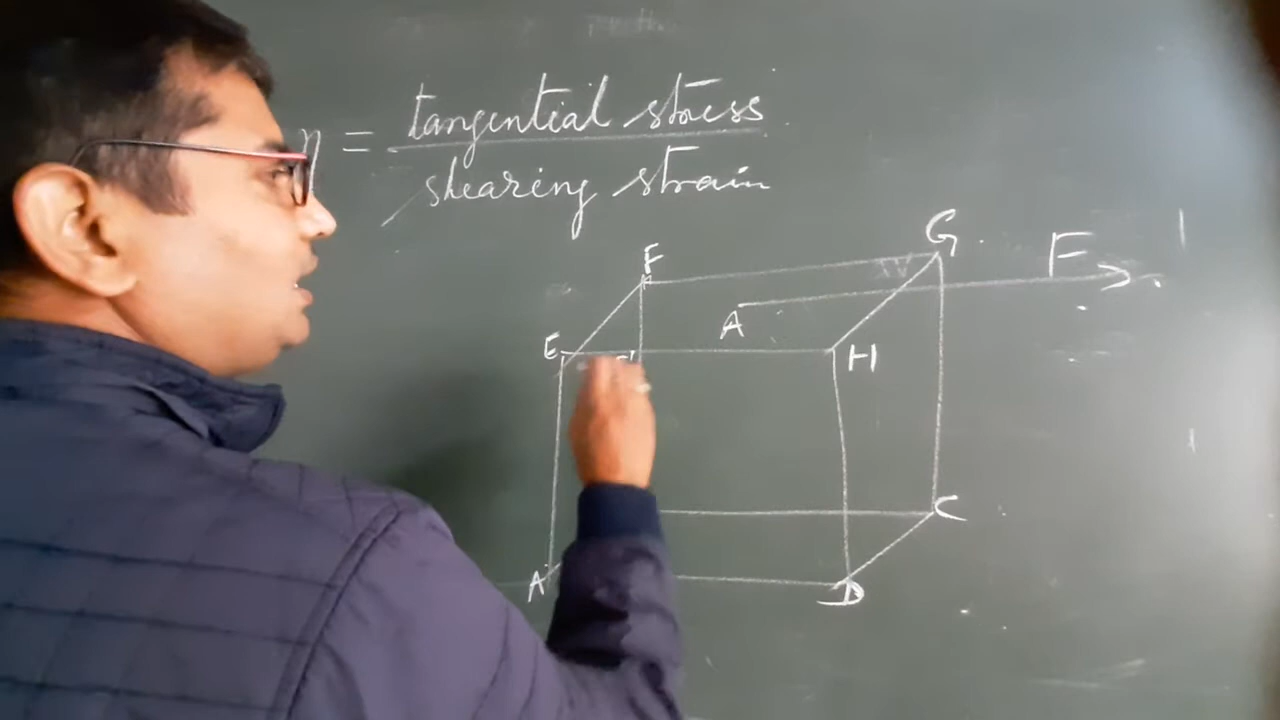 η = tangential stress
shearing strain
G
F
F
A
E
H
C
A
D